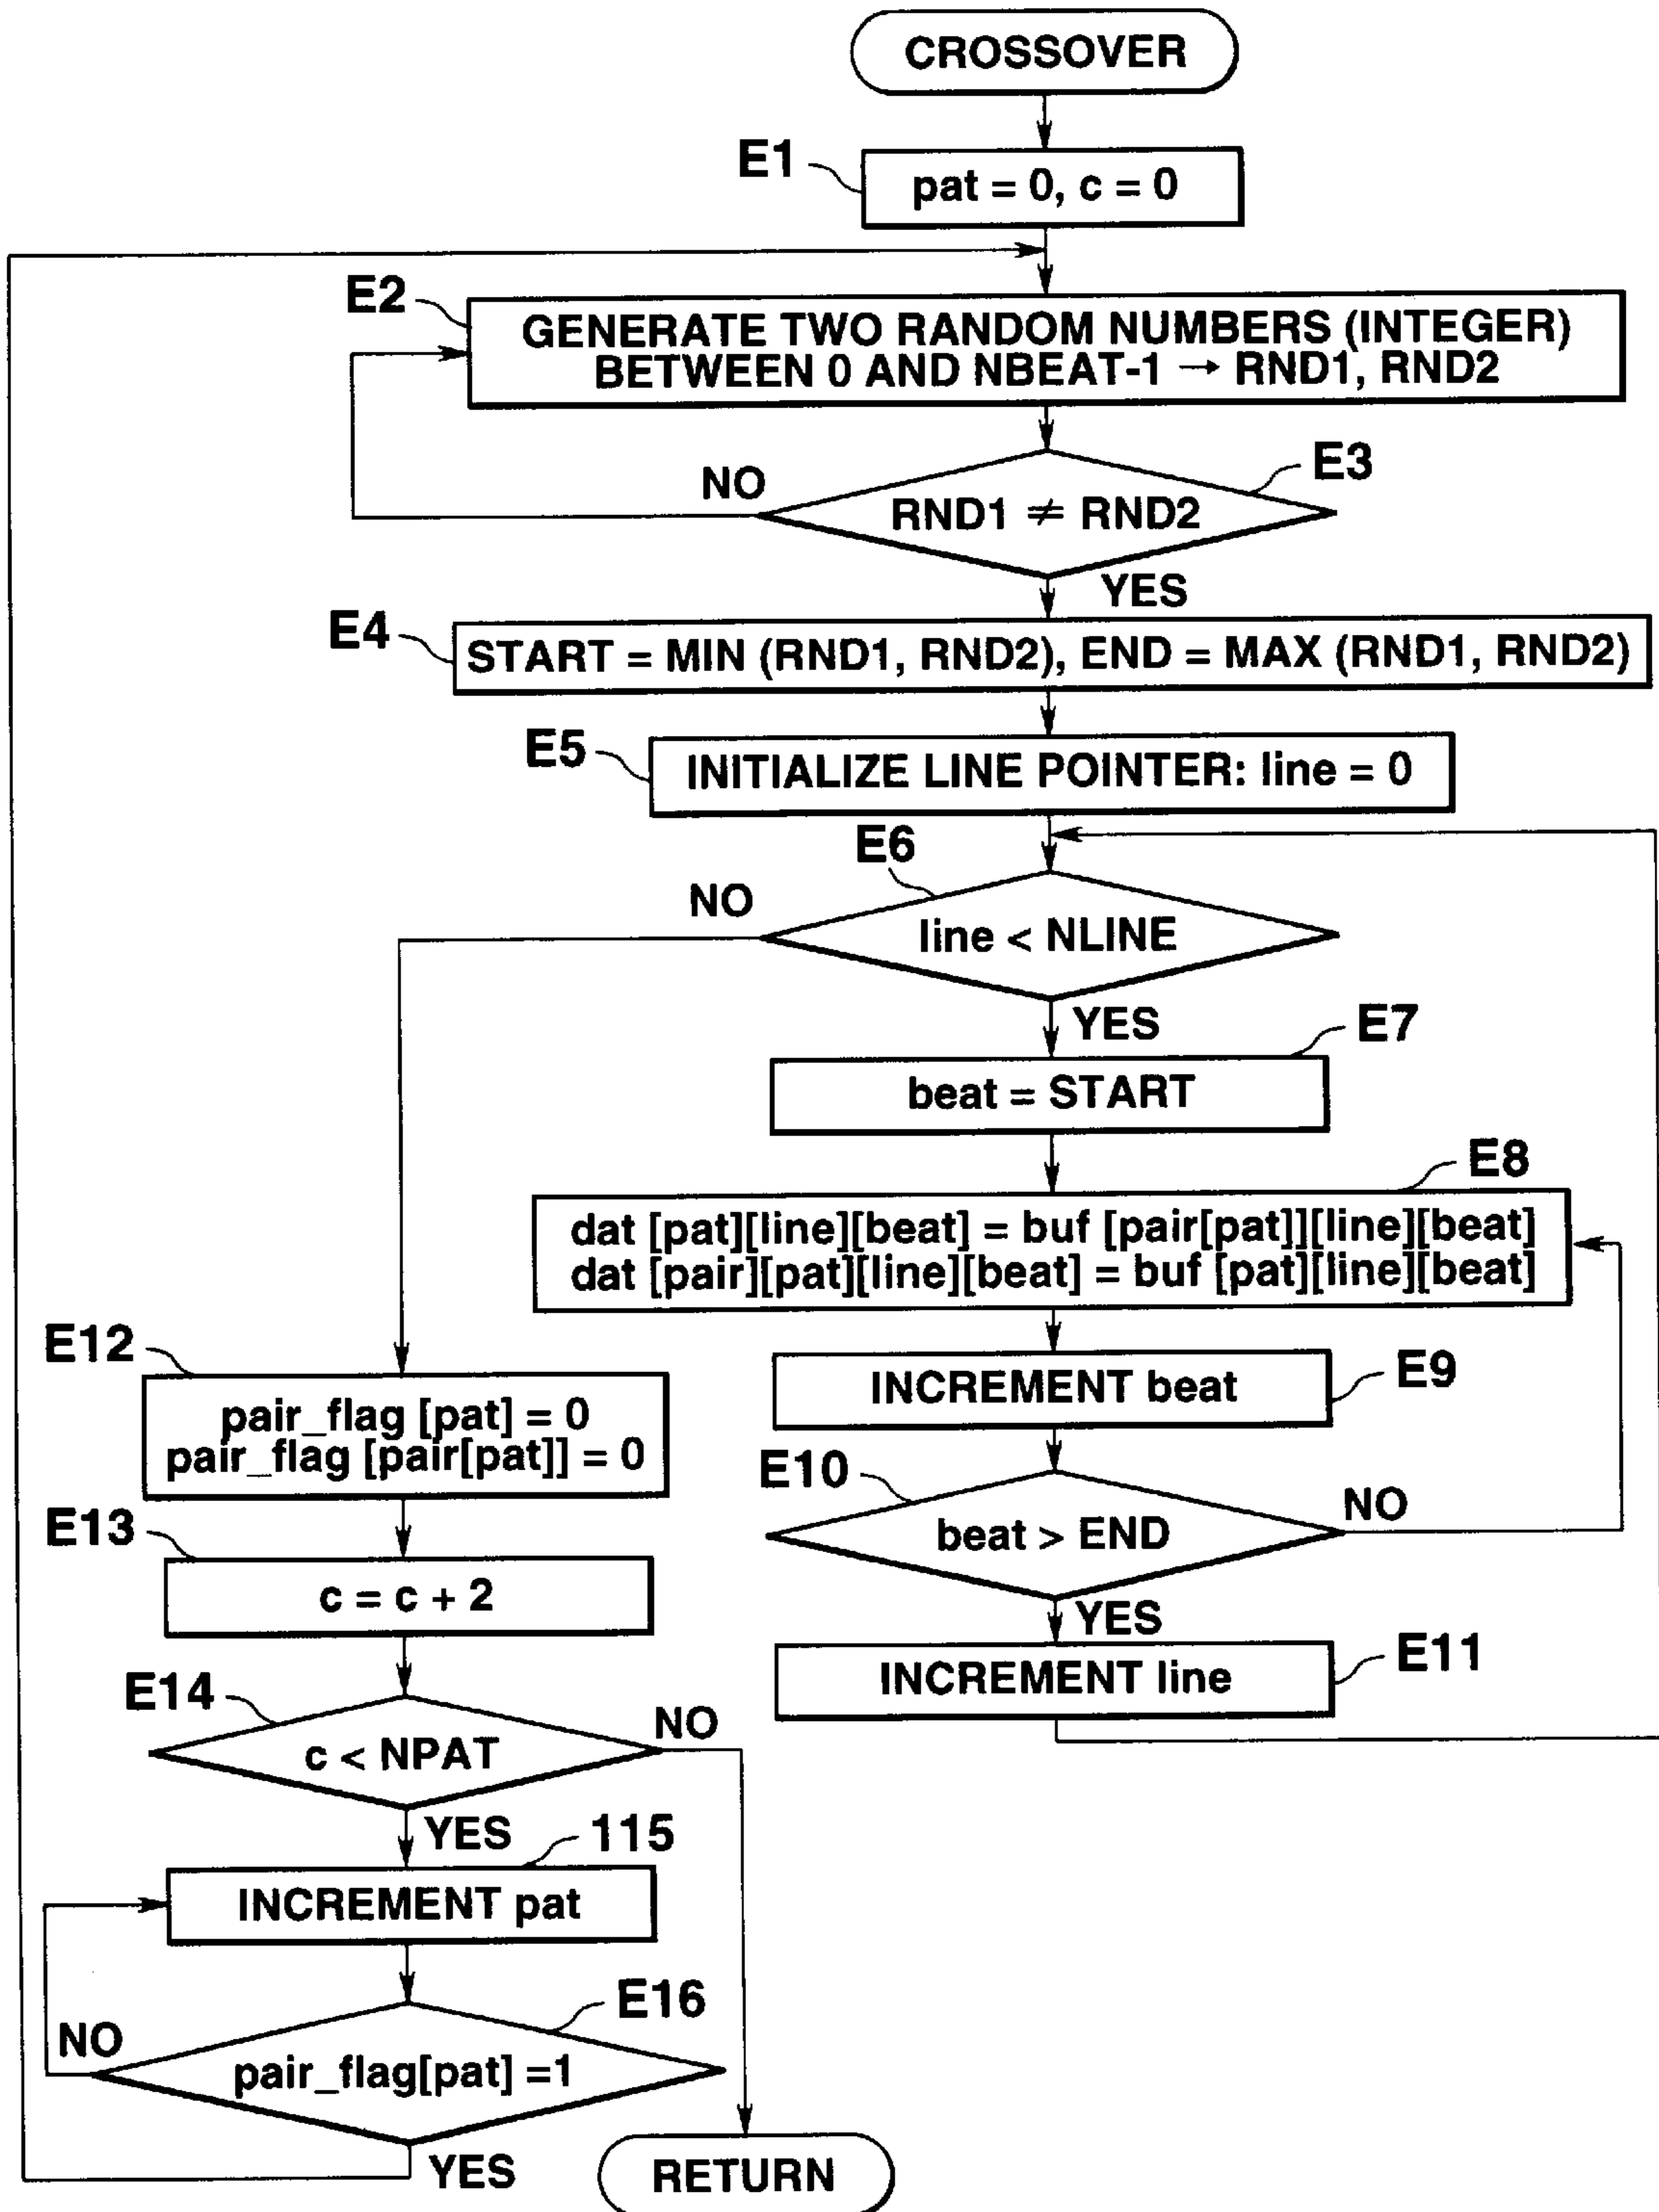 CROSSOVER
E1
pat = 0, c = 0
E2
GENERATE TWO RANDOM NUMBERS (INTEGER)
BETWEEN 0 AND NBEAT-1 → RND1, RND2
E3
NO
RND1 ≠ RND2
YES
E4
START = MIN (RND1, RND2), END = MAX (RND1, RND2)
E5
INITIALIZE LINE POINTER: line = 0
E6
NO
line < NLINE
YES
E7
beat = START
E8
dat [pat][line][beat] = buf [pair[pat]][line][beat]
dat [pair][pat][line][beat] = buf [pat][line][beat]
E9
INCREMENT beat
E10
NO
beat > END
YES
E11
INCREMENT line
E12
pair_flag [pat] = 0
pair_flag [pair[pat]] = 0
E13
c = c + 2
E14
NO
c < NPAT
YES
115
INCREMENT pat
E16
NO
pair_flag[pat] =1
YES
RETURN